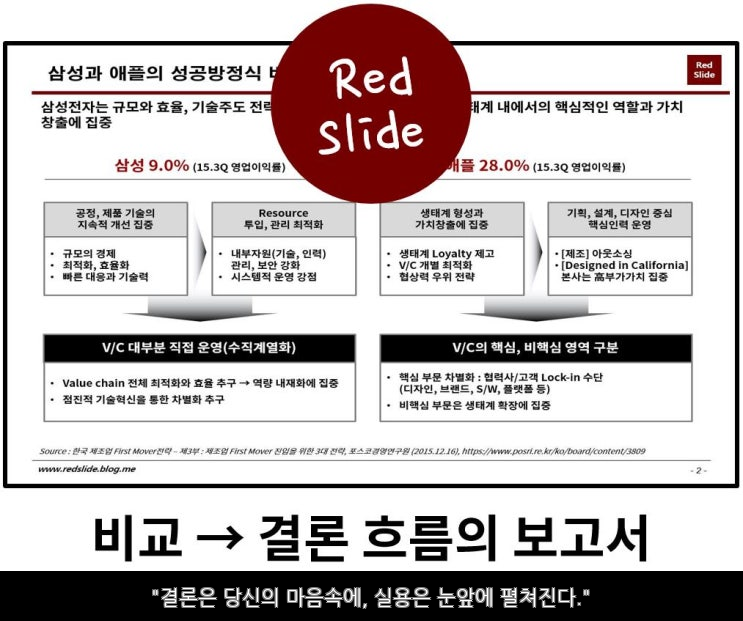 삼성과 애플의 성공방정식
Red
Slide
Red
Slide
삼성전자는 규모와 효율, 기술주도
내에서의 핵심적인 역할과 가치
창출에 집중
삼성 9.0% (15.3Q 영업이익률)
애플 28.0% (15.3Q 영업이익률)
공정, 제품 기술의
지속적 개선 집중
• 규모의 경제
• 최적화, 효율화
• 빠른 대응과 기술력
Resource
투입, 관리 최적화
• 내부자원(기술, 인력)
관리, 보안 강화
• 시스템적 운영 강점
생태계 형성과
가치창출에 집중
• 생태계 Loyalty 제고
• V/C 개별 최적화
• 협상력 우위 전략
기획, 설계, 디자인 중심
핵심인력 운영
• [제조] 아웃소싱
• [Designed in California]
본사는 高부가가치 집중
V/C 대부분 직접 운영(수직계열화)
• Value chain 전체 최적화와 효율 추구 → 역량 내재화에 집중
• 점진적 기술혁신을 통한 차별화 추구
V/C의 핵심, 비핵심 영역 구분
• 핵심 부문 차별화 : 협력사/고객 Lock-in 수단
(디자인, 브랜드, S/W, 플랫폼 등)
• 비핵심 부문은 생태계 확장에 집중
Source : 한국 제조업 First Mover전략 – 제3부 : 제조업 First Mover 진입을 위한 3대 전략, 포스코경영연구원 (2015.12.16), https://www.posri.re.kr/ko/board/content/3809
www.redslide.blog.me
- 2 -
비교 → 결론 흐름의 보고서
"결론은 당신의 마음속에, 실용은 눈앞에 펼쳐진다."